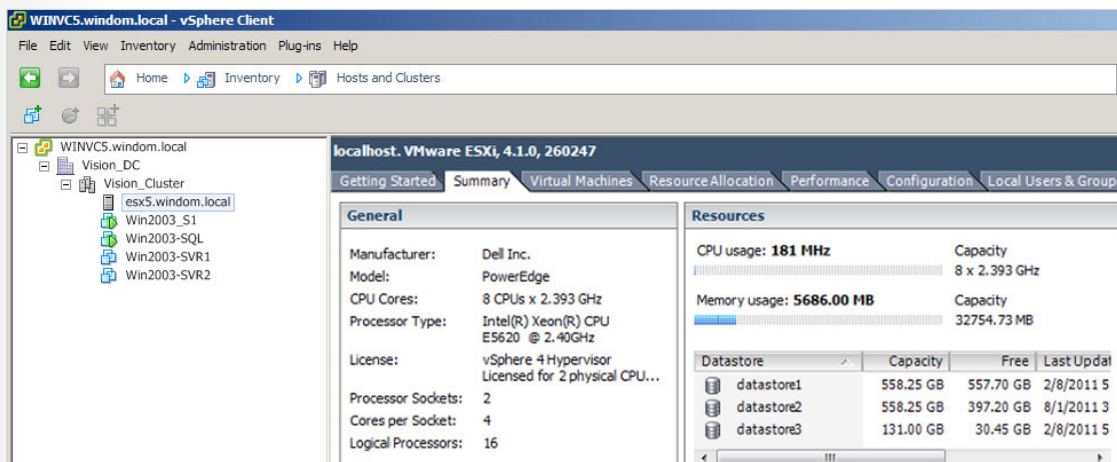 WINVC5.windom.local - vSphere Client
File Edit View Inventory Administration Plug-ins Help
Home Inventory Hosts and Clusters
WINVC5.windom.local
Vision_DC
Vision_Cluster
esx5.windom.local
Win2003_S1
Win2003-SQL
Win2003-SVR1
Win2003-SVR2
localhost. VMware ESXi, 4.1.0, 260247
Getting Started Summary Virtual Machines Resource Allocation Performance Configuration Local Users & Group
General
Manufacturer: Dell Inc.
Model: PowerEdge
CPU Cores: 8 CPUs x 2.393 GHz
Processor Type: Intel(R) Xeon(R) CPU
E5620 @ 2.40GHz
License: vSphere 4 Hypervisor
Licensed for 2 physical CPU...
Processor Sockets: 2
Cores per Socket: 4
Logical Processors: 16
Resources
CPU usage: 181 MHz Capacity
8 x 2.393 GHz
Memory usage: 5686.00 MB Capacity
32754.73 MB
Datastore Capacity Free Last Updat
datastore1 558.25 GB 557.70 GB 2/8/2011 5
datastore2 558.25 GB 397.20 GB 8/1/2011 3
datastore3 131.00 GB 30.45 GB 2/8/2011 5